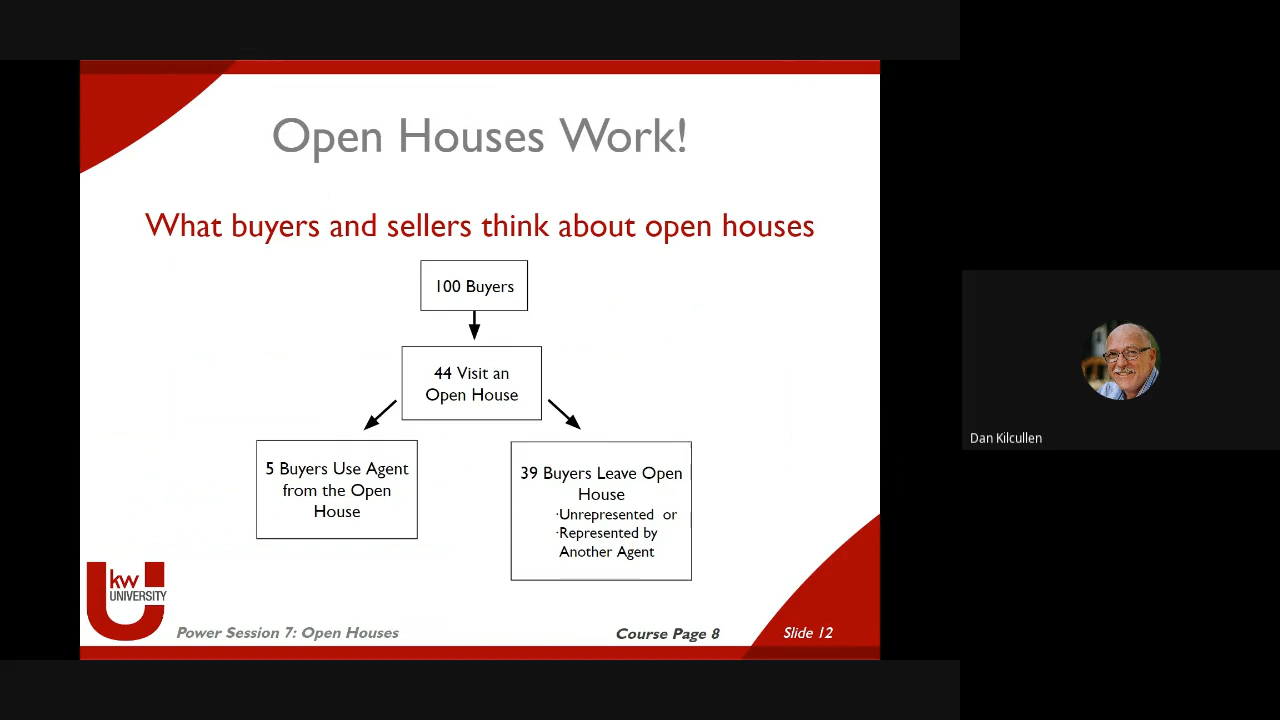 Open Houses Work!
What buyers and sellers think about open houses
100 Buyers
44 Visit an
Open House
5 Buyers Use Agent
from the Open
House
39 Buyers Leave Open
House
·Unrepresented or
·Represented by
Another Agent
kw
UNIVERSITY
Power Session 7: Open Houses
Course Page 8
Slide 12
Dan Kilcullen